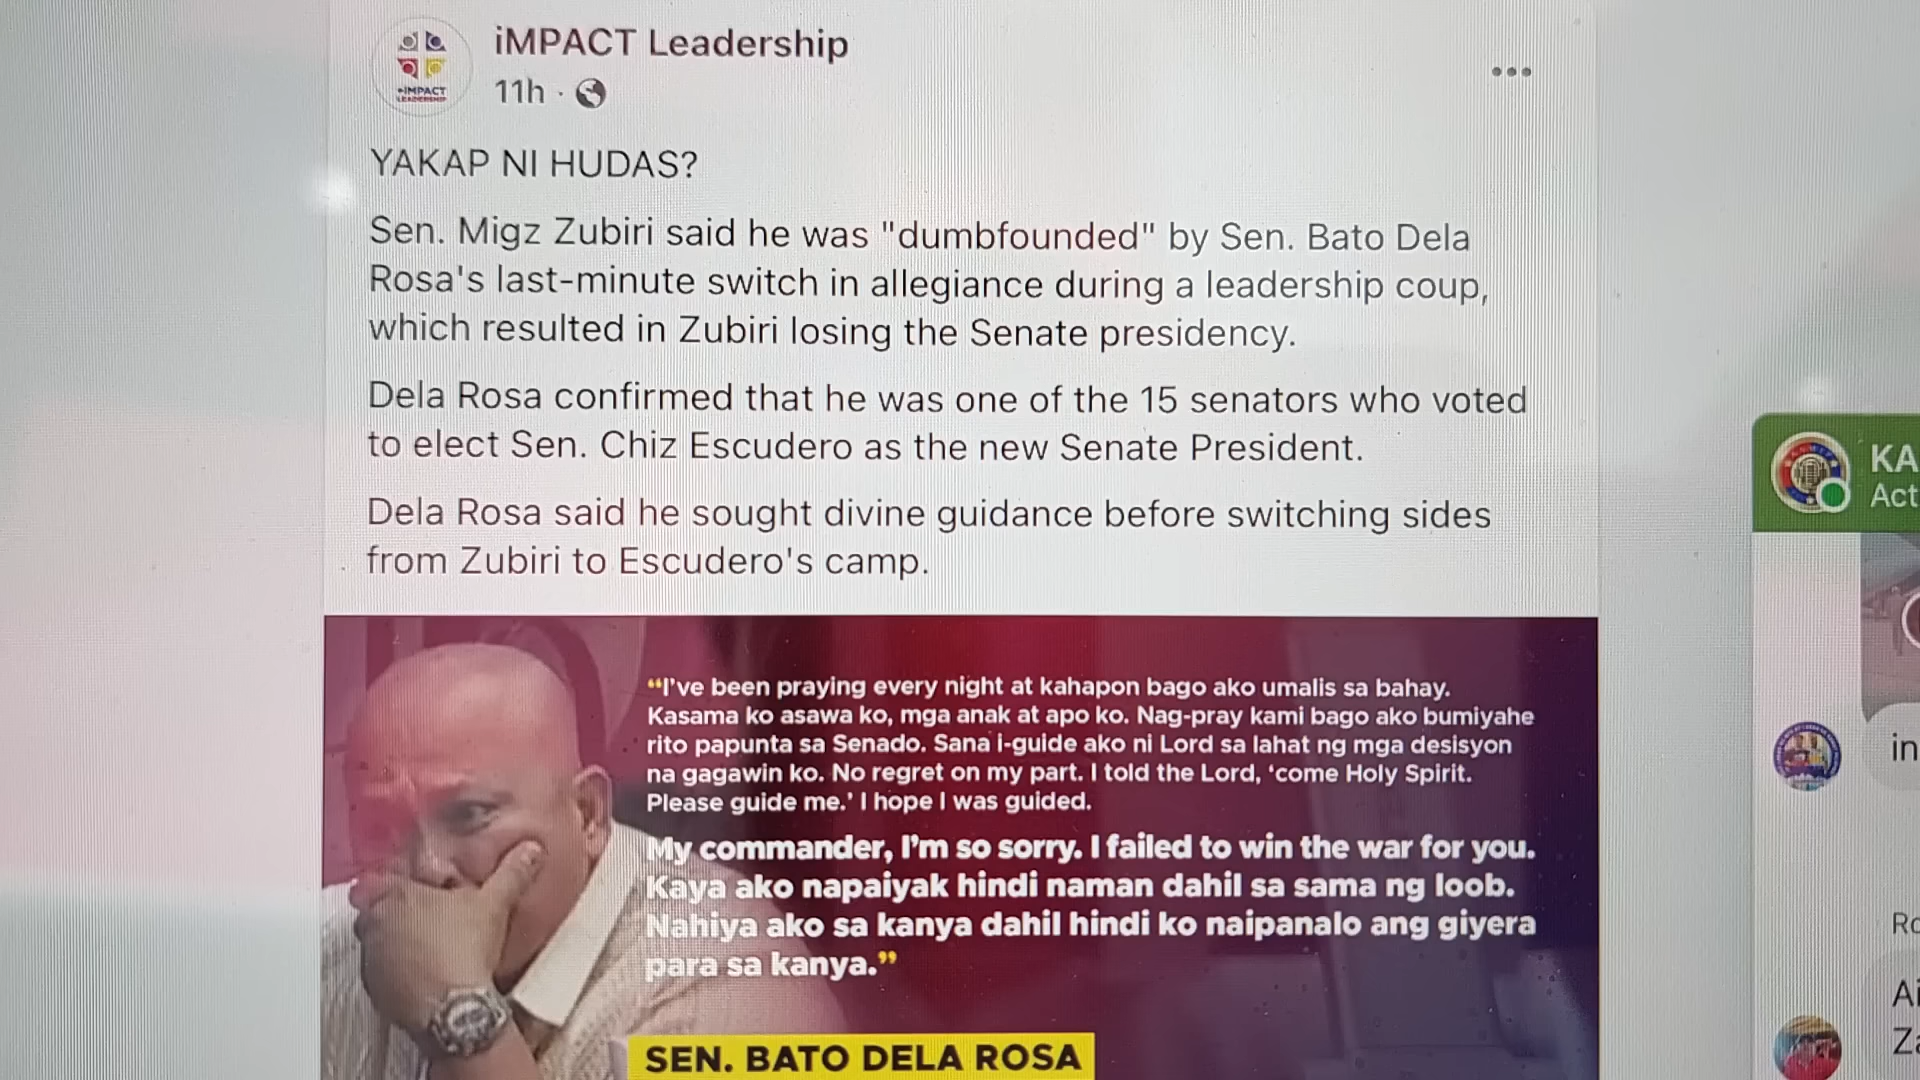 iMPACT Leadership
11h
YAKAP NI HUDAS?
Sen. Migz Zubiri said he was "dumbfounded" by Sen. Bato Dela
Rosa's last-minute switch in allegiance during a leadership coup,
which resulted in Zubiri losing the Senate presidency.
Dela Rosa confirmed that he was one of the 15 senators who voted
to elect Sen. Chiz Escudero as the new Senate President.
Dela Rosa said he sought divine guidance before switching sides
from Zubiri to Escudero's camp.
“I’ve been praying every night at kahapon bago ako umalis sa bahay.
Kasama ko asawa ko, mga anak at apo ko. Nag-pray kami bago ako bumiyahe
rito papunta sa Senado. Sana i-guide ako ni Lord sa lahat ng mga desisyon
na gagawin ko. No regret on my part. I told the Lord, ‘come Holy Spirit.
Please guide me.’ I hope I was guided.
My commander, I’m so sorry. I failed to win the war for you.
Kaya ako napaiyak hindi naman dahil sa sama ng loob.
Nahiya ako sa kanya dahil hindi ko naipanalo ang giyera
para sa kanya.”
SEN. BATO DELA ROSA
+IMPACT
LEADERSHIP
KA
Act
in
Ro
Ai
Za